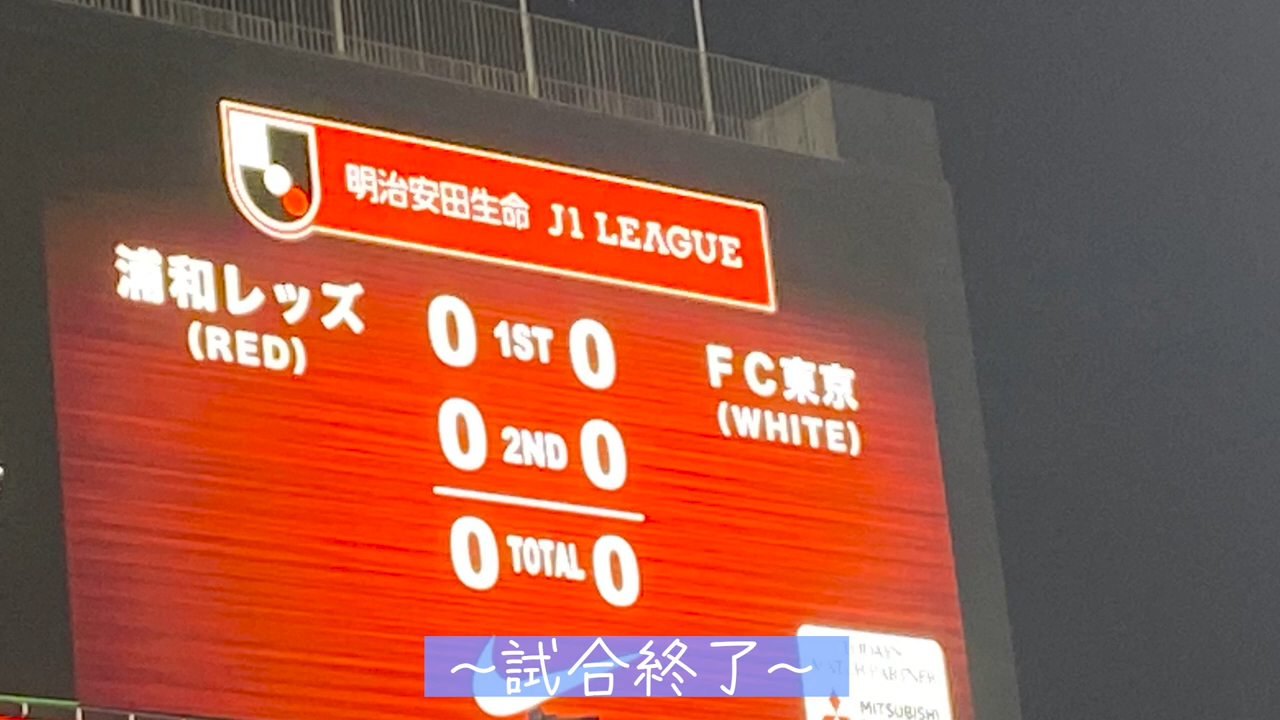 明治安田生命 J1 LEAGUE
浦和レッズ
(RED)
0 1ST 0
FC東京
(WHITE)
0 2ND 0
0 TOTAL 0
～試合終了～
MITSUBISHI